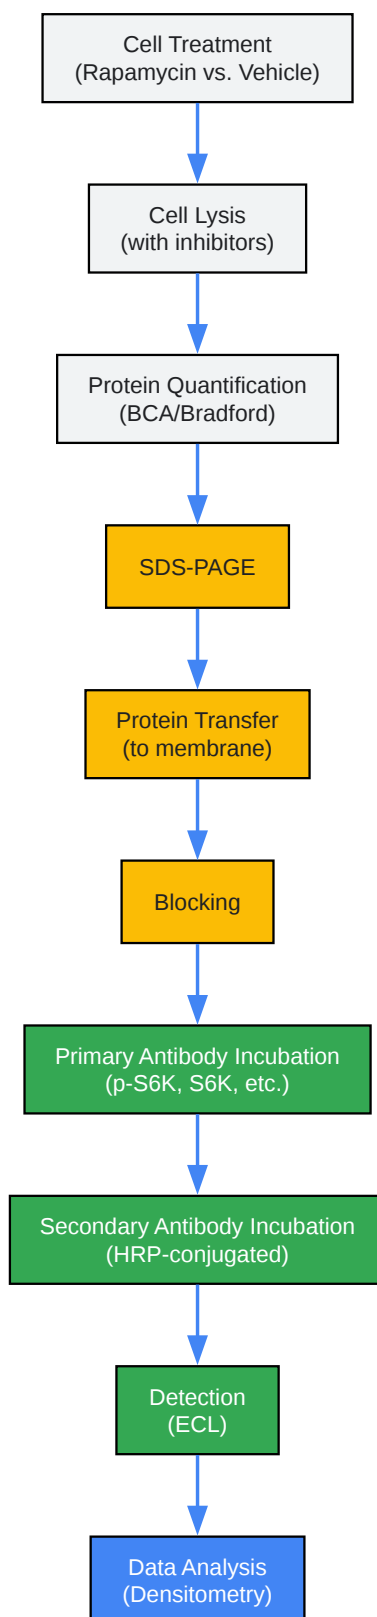 Cell Treatment
(Rapamycin vs. Vehicle)
Cell Lysis
(with inhibitors)
Protein Quantification
(BCA/Bradford)
SDS-PAGE
Protein Transfer
(to membrane)
Blocking
Primary Antibody Incubation
(p-S6K, S6K, etc.)
Secondary Antibody Incubation
(HRP-conjugated)
Detection
(ECL)
Data Analysis
(Densitometry)